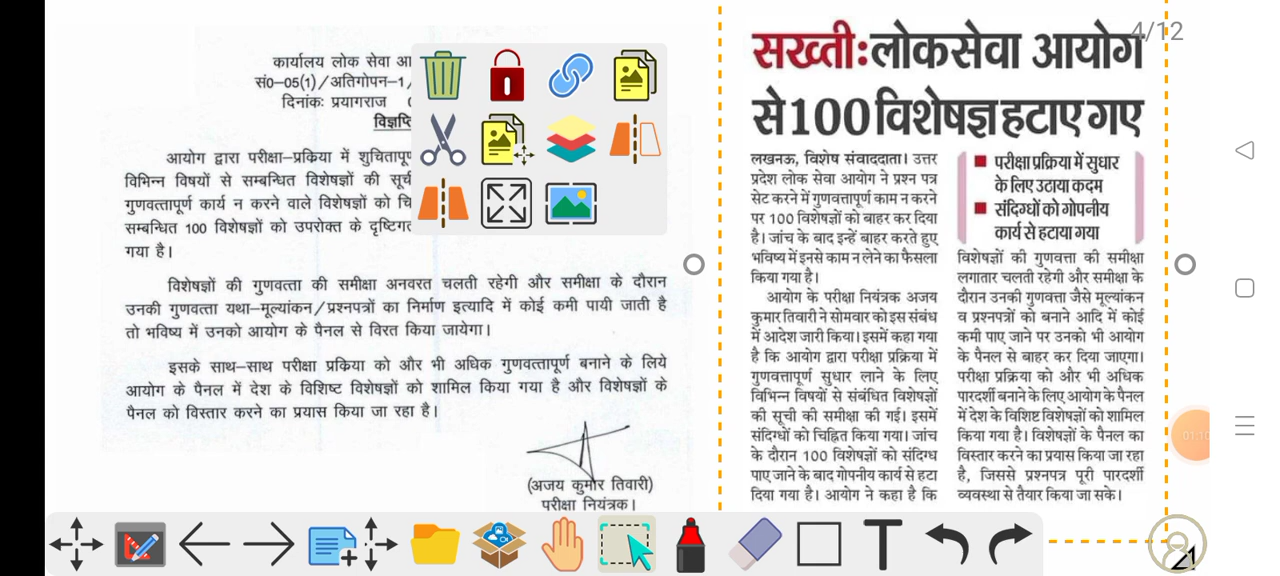 कार्यालय लोक सेवा आ
सं0–05(1)/अतिगोपन–1,
दिनांकः प्रयागराज
विज्ञप्ति
आयोग द्वारा परीक्षा–प्रकिया में शुचितापूर्
विभिन्न विषयों से सम्बन्धित विशेषज्ञों की सूची
गुणवत्तापूर्ण कार्य न करने वाले विशेषज्ञों को चि
सम्बन्धित 100 विशेषज्ञों को उपरोक्त के दृष्टिगत
गया है।
विशेषज्ञों की गुणवत्ता की समीक्षा अनवरत चलती रहेगी और समीक्षा के दौरान
उनकी गुणवत्ता यथा–मूल्यांकन/प्रश्नपत्रों का निर्माण इत्यादि में कोई कमी पायी जाती है
तो भविष्य में उनको आयोग के पैनल से विरत किया जायेगा।
इसके साथ–साथ परीक्षा प्रकिया को और भी अधिक गुणवत्तापूर्ण बनाने के लिये
आयोग के पैनल में देश के विशिष्ट विशेषज्ञों को शामिल किया गया है और विशेषज्ञों के
पैनल को विस्तार करने का प्रयास किया जा रहा है।
(अजय कुमार तिवारी)
परीक्षा नियंत्रक।
4/12
सख्ती:लोकसेवा आयोग
से 100 विशेषज्ञ हटाए गए
लखनऊ, विशेष संवाददाता। उत्तर
प्रदेश लोक सेवा आयोग ने प्रश्न पत्र
सेट करने में गुणवत्तापूर्ण काम न करने
पर 100 विशेषज्ञों को बाहर कर दिया
है। जांच के बाद इन्हें बाहर करते हुए
भविष्य में इनसे काम न लेने का फैसला
किया गया है।
आयोग के परीक्षा नियंत्रक अजय
कुमार तिवारी ने सोमवार को इस संबंध
में आदेश जारी किया। इसमें कहा गया
है कि आयोग द्वारा परीक्षा प्रक्रिया में
गुणवत्तापूर्ण सुधार लाने के लिए
विभिन्न विषयों से संबंधित विशेषज्ञों
की सूची की समीक्षा की गई। इसमें
संदिग्धों को चिह्नित किया गया। जांच
के दौरान 100 विशेषज्ञों को संदिग्ध
पाए जाने के बाद गोपनीय कार्य से हटा
दिया गया है। आयोग ने कहा है कि
परीक्षा प्रक्रिया में सुधार
के लिए उठाया कदम
संदिग्धों को गोपनीय
कार्य से हटाया गया
विशेषज्ञों की गुणवत्ता की समीक्षा
लगातार चलती रहेगी और समीक्षा के
दौरान उनकी गुणवत्ता जैसे मूल्यांकन
व प्रश्नपत्रों को बनाने आदि में कोई
कमी पाए जाने पर उनको भी आयोग
के पैनल से बाहर कर दिया जाएगा।
परीक्षा प्रक्रिया को और भी अधिक
पारदर्शी बनाने के लिए आयोग के पैनल
में देश के विशिष्ट विशेषज्ञों को शामिल
किया गया है। विशेषज्ञों के पैनल का
विस्तार करने का प्रयास किया जा रहा
है, जिससे प्रश्नपत्र पूरी पारदर्शी
व्यवस्था से तैयार किया जा सके।
21